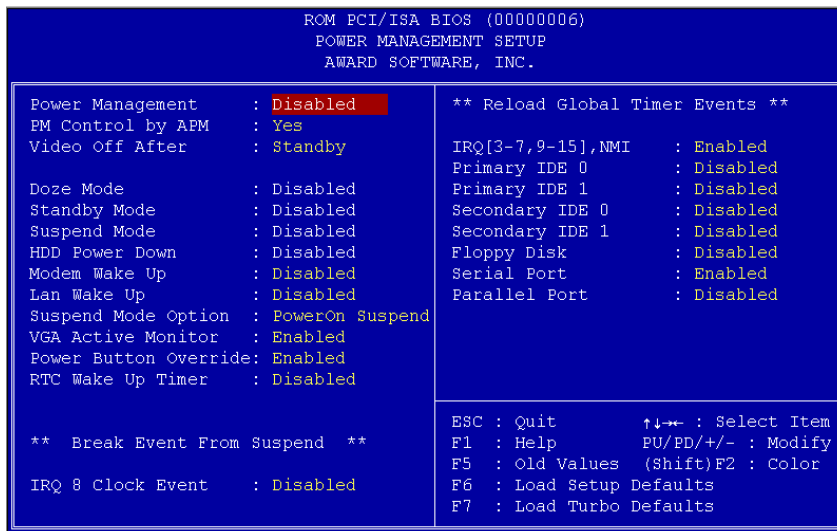 ROM PCI/ISA BIOS (00000006)
POWER MANAGEMENT SETUP
AWARD SOFTWARE, INC.
Power Management : Disabled
PM Control by APM : Yes
Video Off After : Standby
Doze Mode : Disabled
Standby Mode : Disabled
Suspend Mode : Disabled
HDD Power Down : Disabled
Modem Wake Up : Disabled
Lan Wake Up : Disabled
Suspend Mode Option : PowerOn Suspend
VGA Active Monitor : Enabled
Power Button Override: Enabled
RTC Wake Up Timer : Disabled
** Break Event From Suspend **
IRQ 8 Clock Event : Disabled
** Reload Global Timer Events **
IRQ[3-7,9-15],NMI : Enabled
Primary IDE 0 : Disabled
Primary IDE 1 : Disabled
Secondary IDE 0 : Disabled
Secondary IDE 1 : Disabled
Floppy Disk : Disabled
Serial Port : Enabled
Parallel Port : Disabled
ESC : Quit ↑↓→← : Select Item
F1 : Help PU/PD/+/- : Modify
F5 : Old Values (Shift)F2 : Color
F6 : Load Setup Defaults
F7 : Load Turbo Defaults